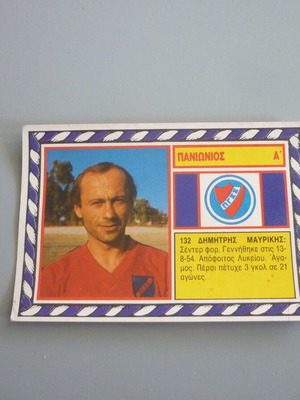 ΠΑΝΙΩΝΙΟΣ Α΄
Π.Γ.Σ.Σ
132 ΔΗΜΗΤΡΗΣ ΜΑΥΡΙΚΗΣ:
Σέντερ φορ. Γεννήθηκε στις 13-
8-54. Απόφοιτος Λυκείου. Άγα-
μος. Πέρσι πέτυχε 3 γκολ σε 21
αγώνες.